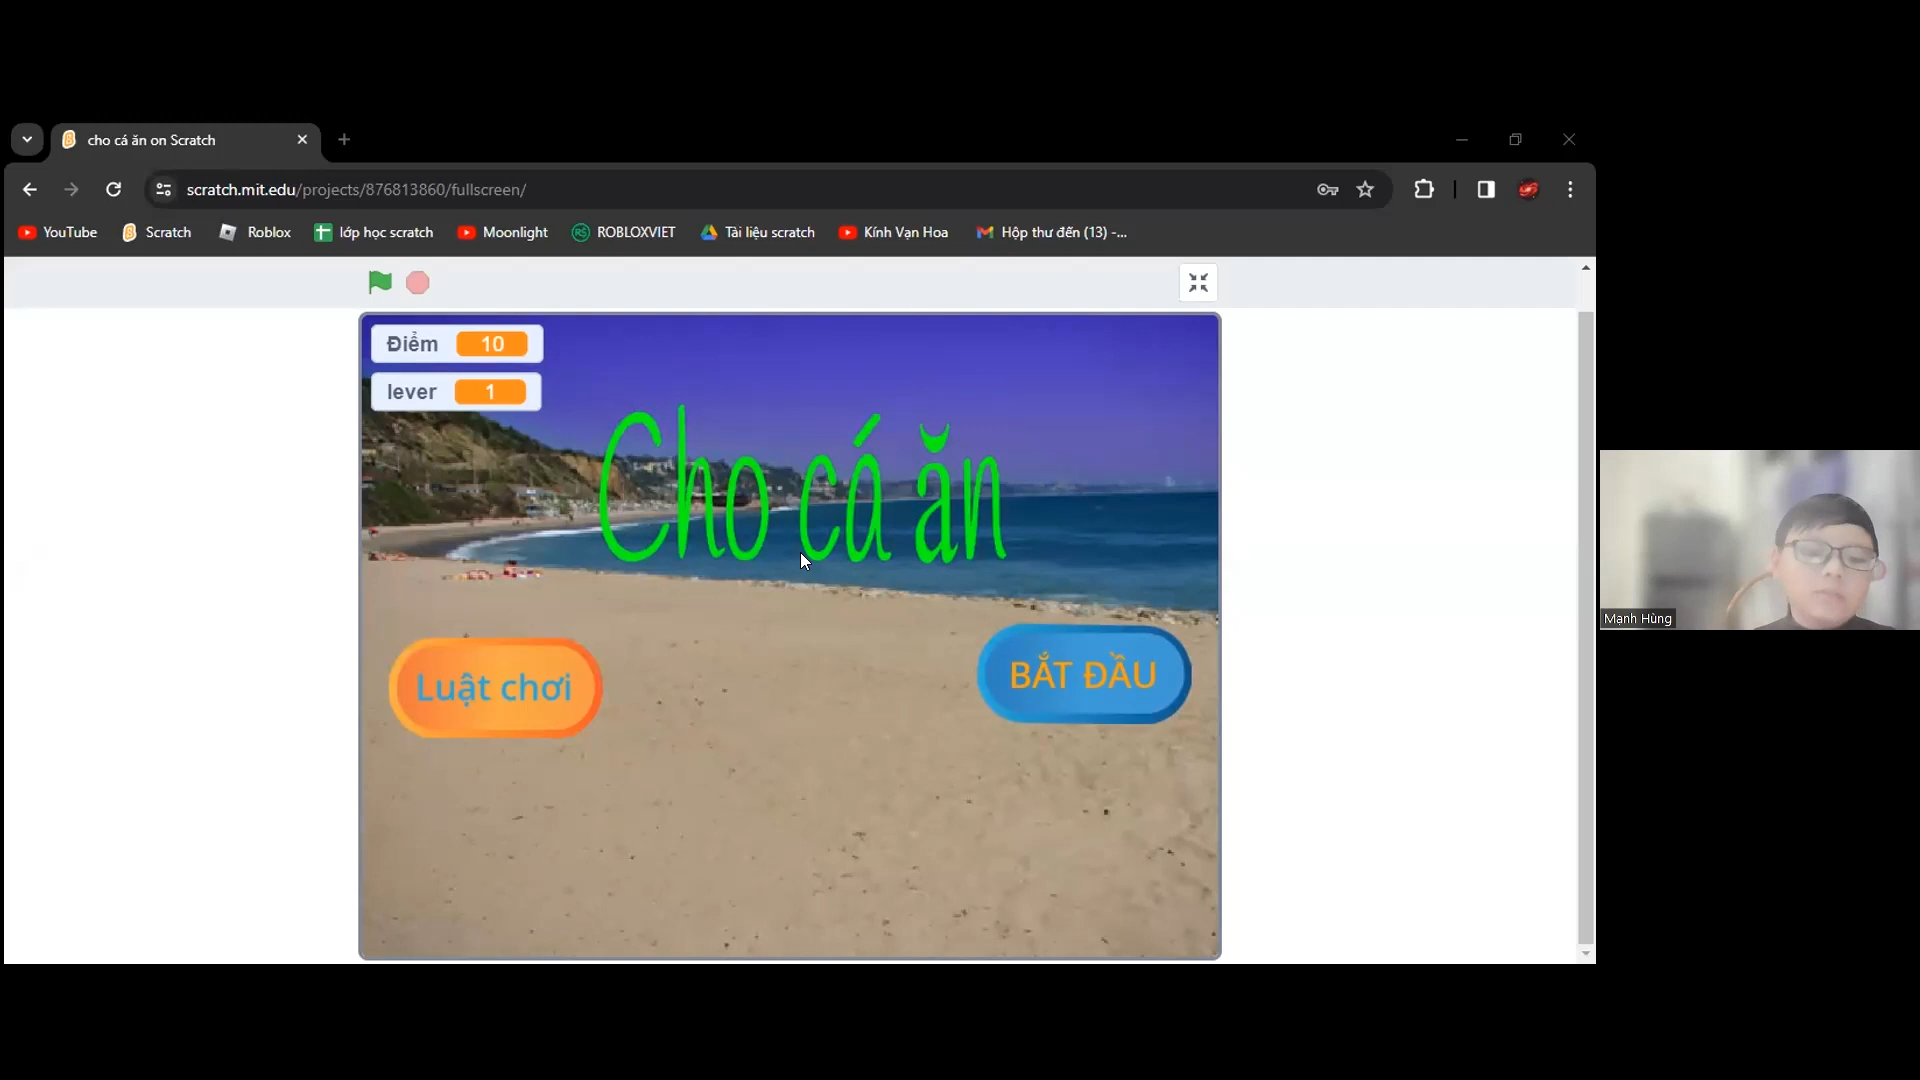 cho cá ăn on Scratch
scratch.mit.edu/projects/876813860/fullscreen/
YouTube
Scratch
Roblox
lớp học scratch
Moonlight
ROBLOXVIET
Tài liệu scratch
Kính Vạn Hoa
Hộp thư đến (13) -...
Điểm 10
lever 1
Cho cá ăn
Luật chơi
BẮT ĐẦU
Mạnh Hùng